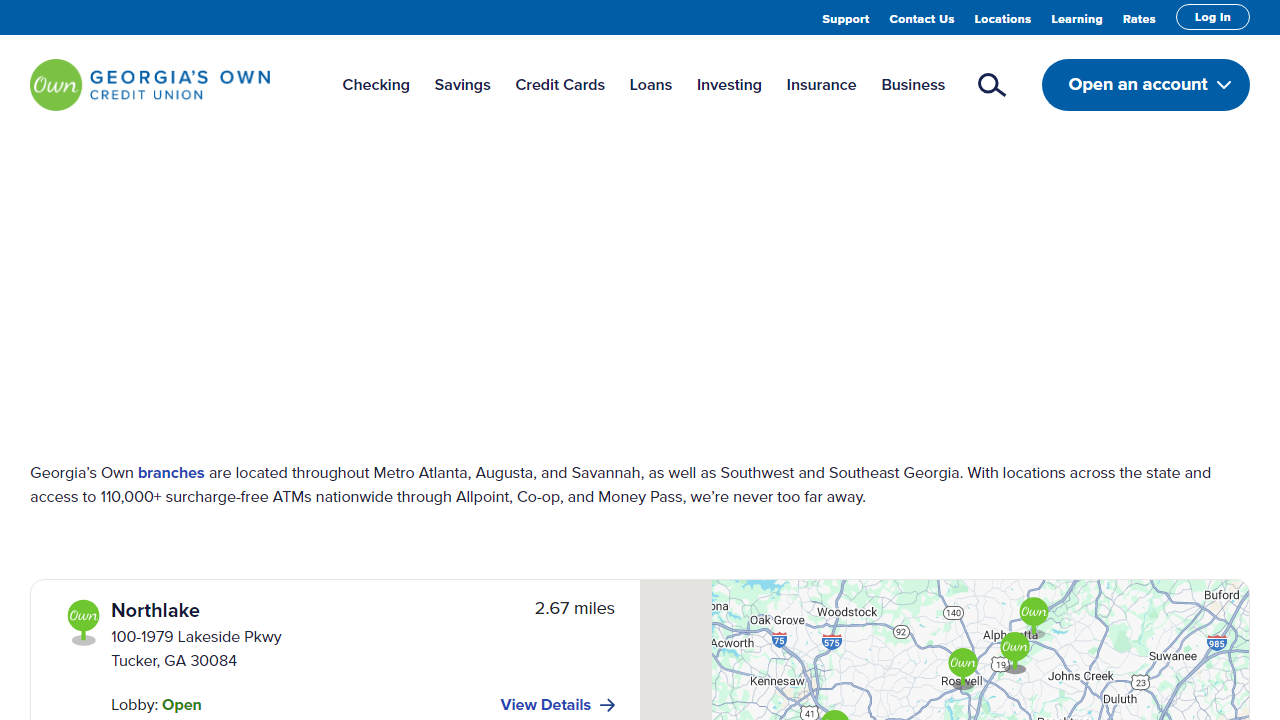 Support Contact Us Locations Learning Rates Log In
Own GEORGIA'S OWN
CREDIT UNION
Checking Savings Credit Cards Loans Investing Insurance Business Open an account
Georgia's Own branches are located throughout Metro Atlanta, Augusta, and Savannah, as well as Southwest and Southeast Georgia. With locations across the state and
access to 110,000+ surcharge-free ATMs nationwide through Allpoint, Co-op, and Money Pass, we're never too far away.
Own Northlake 2.67 miles
100-1979 Lakeside Pkwy
Tucker, GA 30084
Lobby: Open View Details
Buford
Woodstock
140
Own
Oak Grove
92
75
575
Acworth
985
Own
19
Own
Suwanee
Kennesaw
Johns Creek
23
Duluth
41